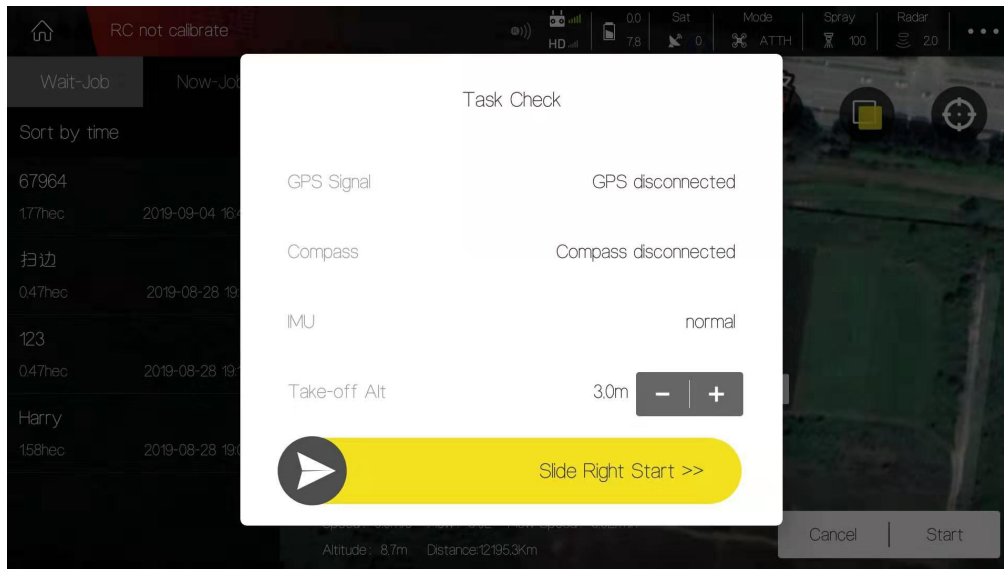 RC not calibrate
HD
0.0
7.8
Sat
0
Mode
ATTH
Spray
100
Radar
2.0
Wait-Job
Now-Job
Sort by time
67964
1.77hec 2019-09-04 16:4
扫边
0.47hec 2019-08-28 19:
123
0.47hec 2019-08-28 19:1
Harry
1.58hec 2019-08-28 19:0
Task Check
GPS Signal GPS disconnected
Compass Compass disconnected
IMU normal
Take-off Alt 3.0m − | +
Slide Right Start >>
Altitude : 8.7m Distance:12195.3Km
Cancel Start